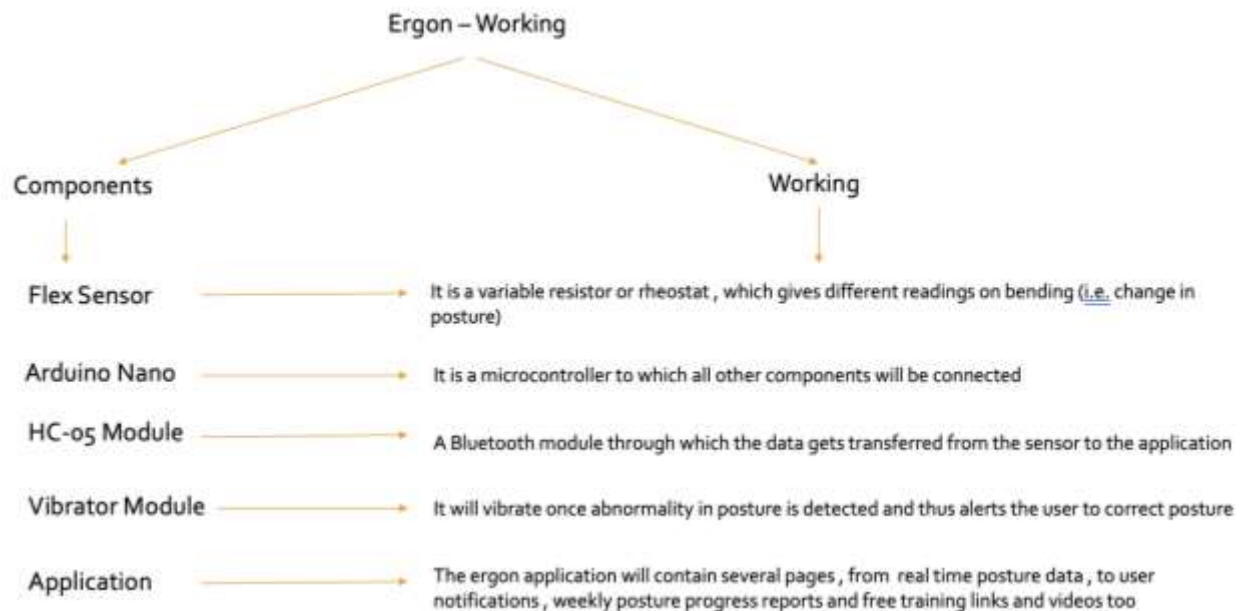 Ergon – Working
Components
Working
Flex Sensor
It is a variable resistor or rheostat , which gives different readings on bending (i.e. change in
posture)
Arduino Nano
It is a microcontroller to which all other components will be connected
HC-05 Module
A Bluetooth module through which the data gets transferred from the sensor to the application
Vibrator Module
It will vibrate once abnormality in posture is detected and thus alerts the user to correct posture
Application
The ergon application will contain several pages , from real time posture data , to user
notifications , weekly posture progress reports and free training links and videos too